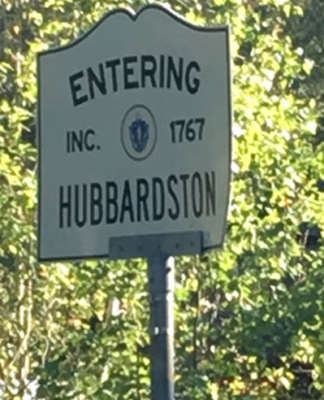 ENTERING
INC. 1767
HUBBARDSTON